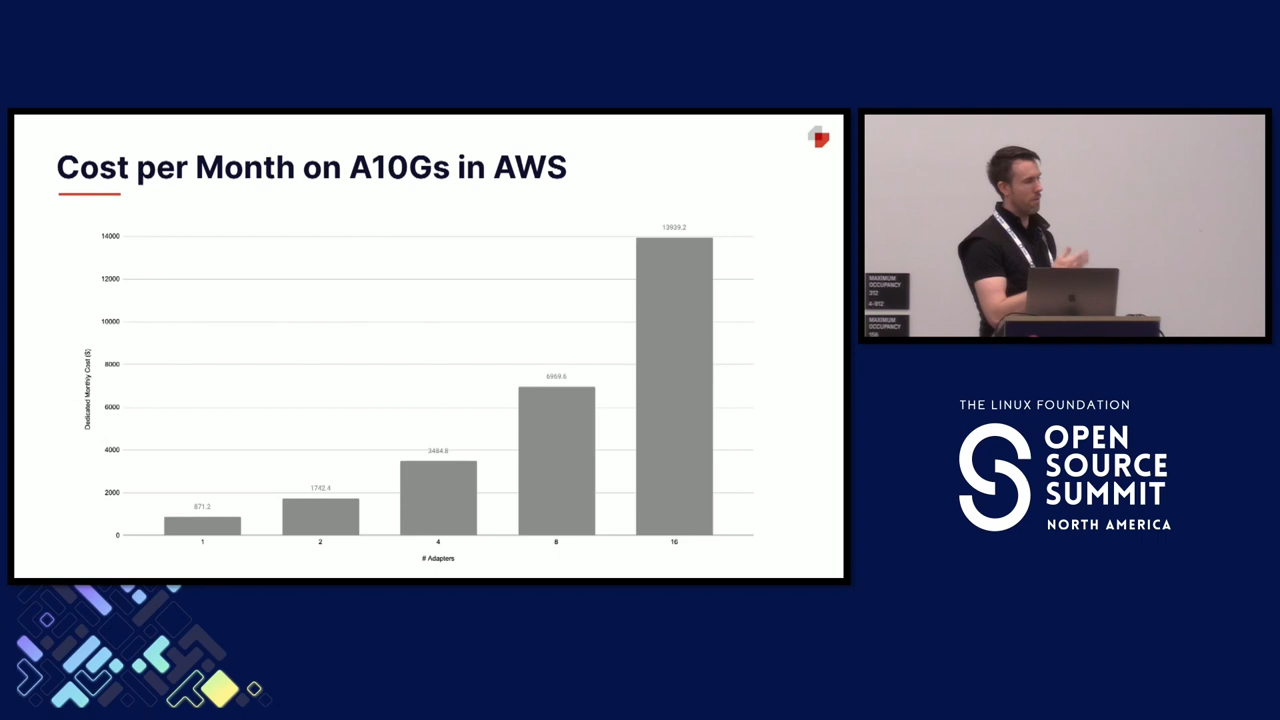 Cost per Month on A10Gs in AWS
14000
12000
10000
8000
6000
4000
2000
0
Dedicated Monthly Cost ($)
871.2
1742.4
3484.8
6969.6
13939.2
1
2
4
8
16
# Adapters
MAXIMUM
OCCUPANCY
312
MAXIMUM
OCCUPANCY
156
THE LINUX FOUNDATION
OPEN
SOURCE
SUMMIT
NORTH AMERICA